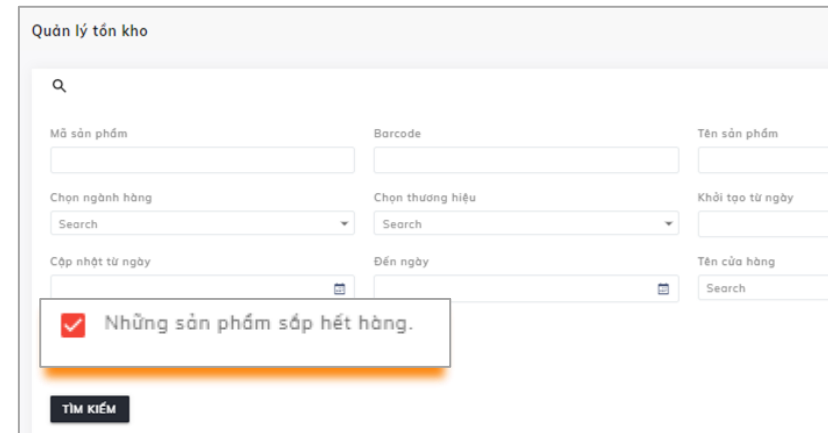 Quản lý tồn kho
Mã sản phẩm Barcode Tên sản phẩm
Chọn ngành hàng Chọn thương hiệu Khởi tạo từ ngày
Search Search
Cập nhật từ ngày Đến ngày Tên cửa hàng
Search
Những sản phẩm sắp hết hàng.
TÌM KIẾM